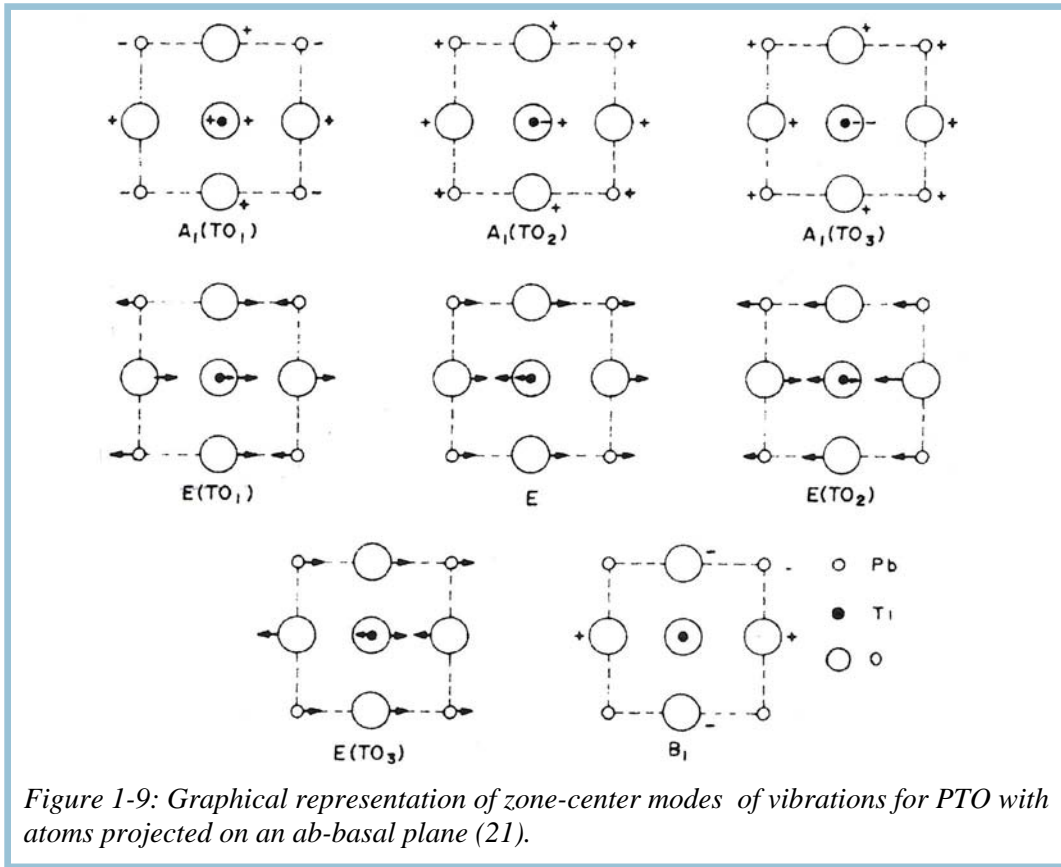 - + - + + + + + +
+ + + + + - + + + - - +
- + - + + + + + +
A₁(TO₁) A₁(TO₂) A₁(TO₃)
E(TO₁) E E(TO₂)
- - Pb
+ + Ti
O
-
E(TO₃) B₁
Figure 1-9: Graphical representation of zone-center modes of vibrations for PTO with
atoms projected on an ab-basal plane (21).